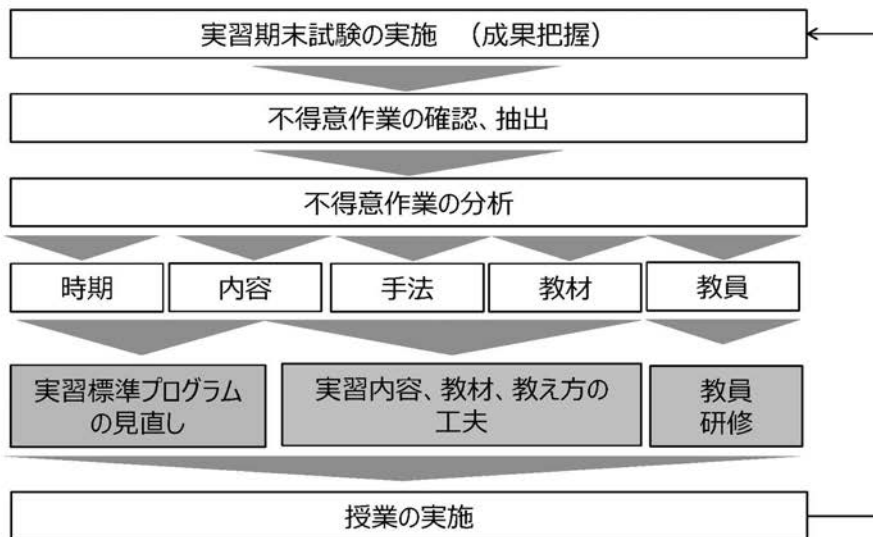 実習期末試験の実施　（成果把握）
不得意作業の確認、抽出
不得意作業の分析
時期
内容
手法
教材
教員
実習標準プログラム
の見直し
実習内容、教材、教え方の
工夫
教員
研修
授業の実施